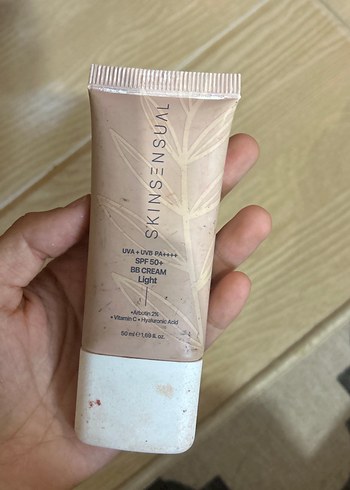 SKINSENSUAL
UVA + UVB PA++++
SPF 50+
BB CREAM
Light
+Arbutin 2%
+ Vitamin C + Hyaluronic Acid
50 ml ℮ 1.69 fl. oz.